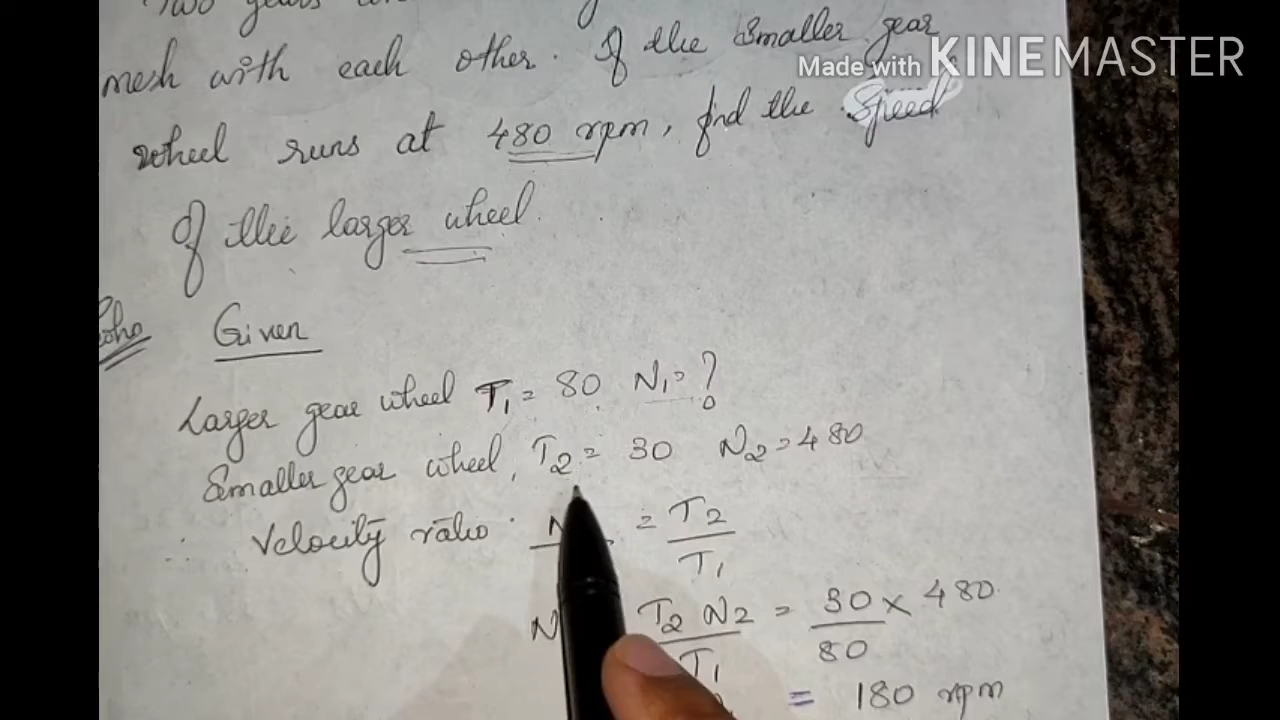 Two gears
mesh with each other. If the smaller gear
Made with KINEMASTER
wheel runs at 480 rpm, find the speed
Of the larger wheel.
Given
Larger gear wheel T1 = 80 N1 = ?
Smaller gear wheel, T2 = 30 N2 = 480
∴ Velocity ratio N = T2 / T1
N T2 N2 / T1 = 30 / 80 × 480
= 180 rpm